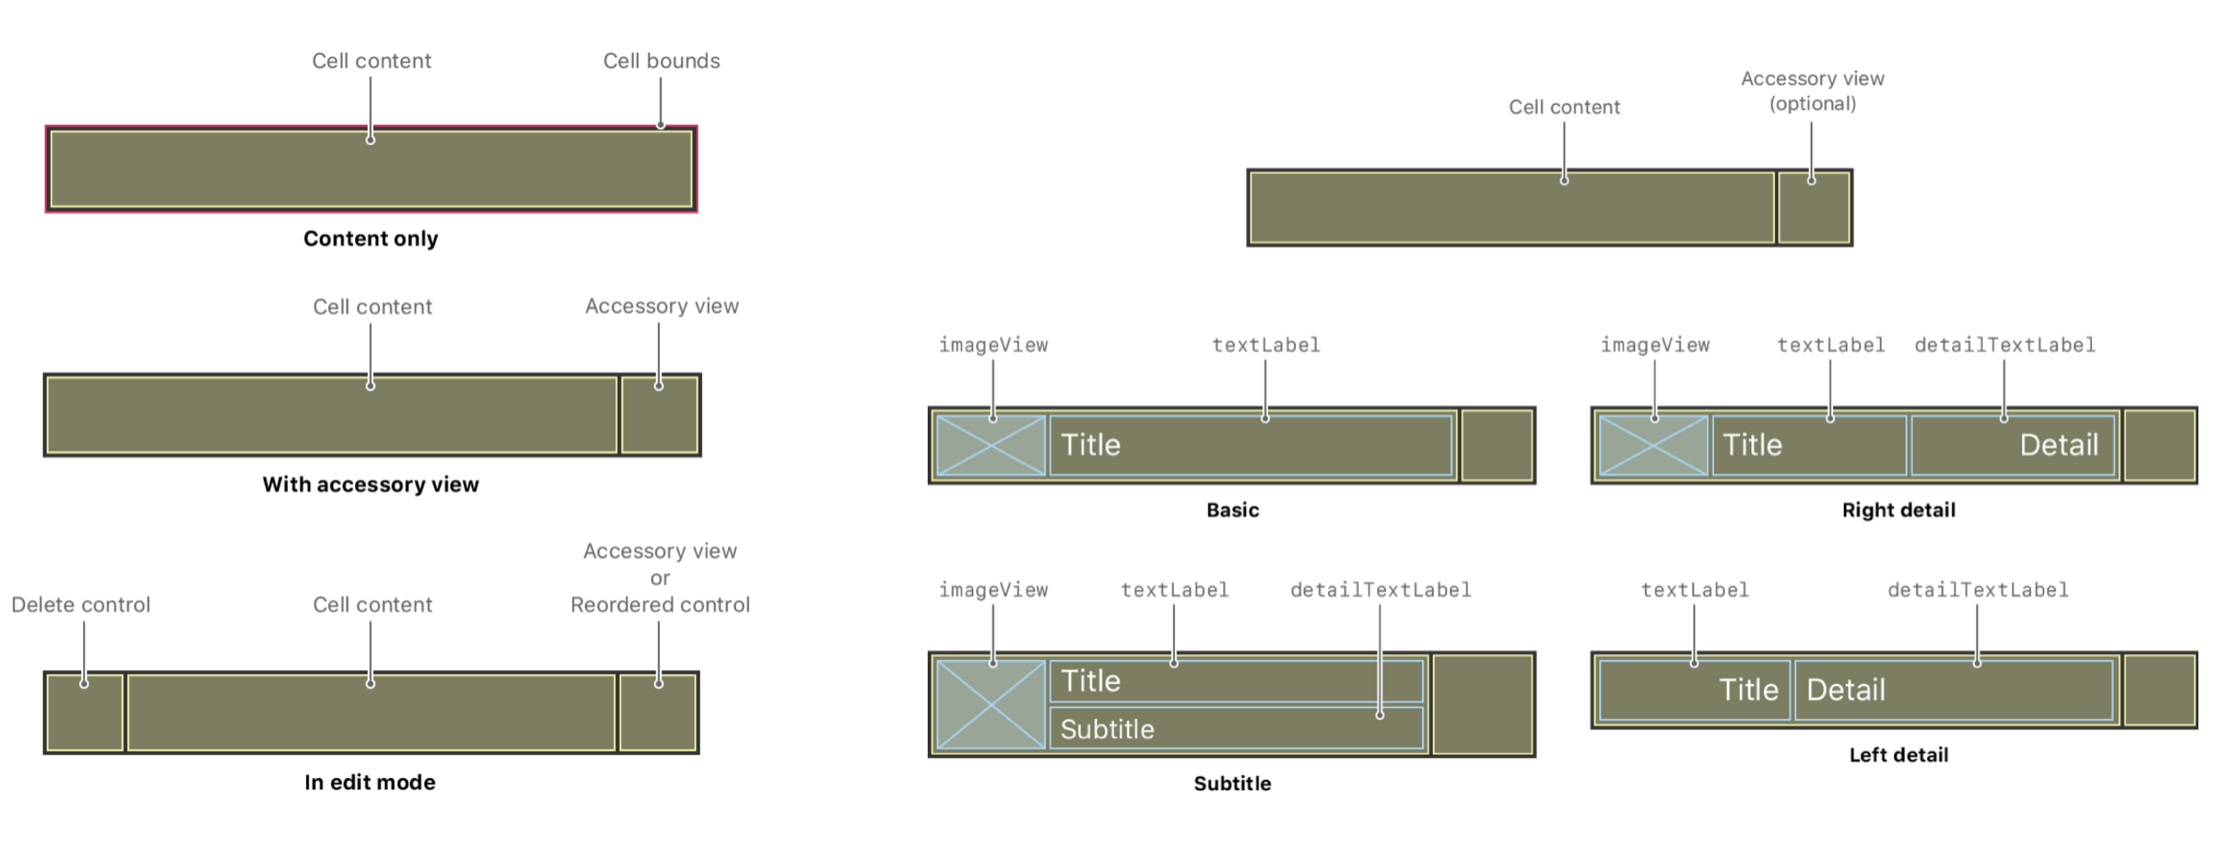 Cell content
Cell bounds
Content only
Cell content
Accessory view
With accessory view
Delete control
Cell content
Accessory view
or
Reordered control
In edit mode
Cell content
Accessory view
(optional)
imageView
textLabel
Title
Basic
imageView
textLabel
detailTextLabel
Title
Detail
Right detail
imageView
textLabel
detailTextLabel
Title
Subtitle
Subtitle
textLabel
detailTextLabel
Title
Detail
Left detail